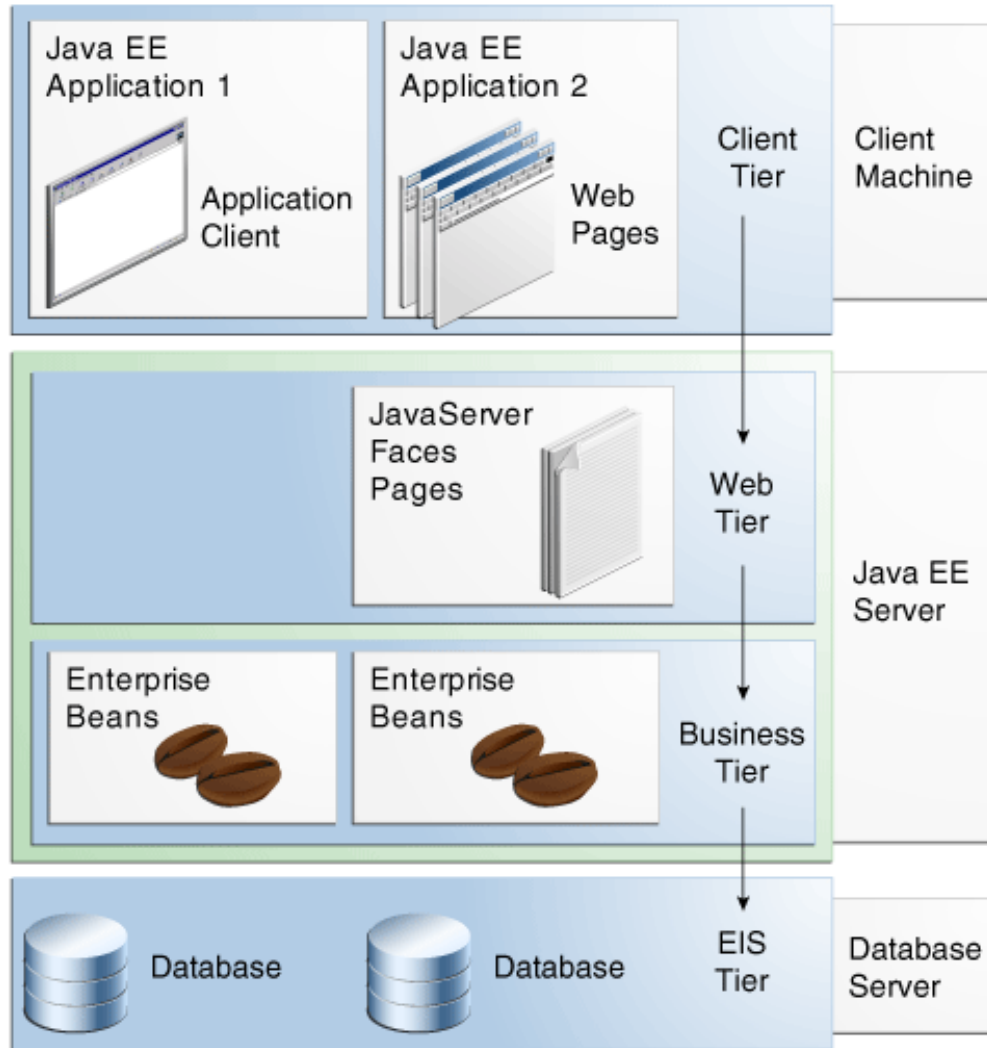 Java EE
Application 1
Application
Client
Java EE
Application 2
Web
Pages
Client
Tier
Client
Machine
JavaServer
Faces
Pages
Web
Tier
Java EE
Server
Enterprise
Beans
Enterprise
Beans
Business
Tier
Database
Database
EIS
Tier
Database
Server